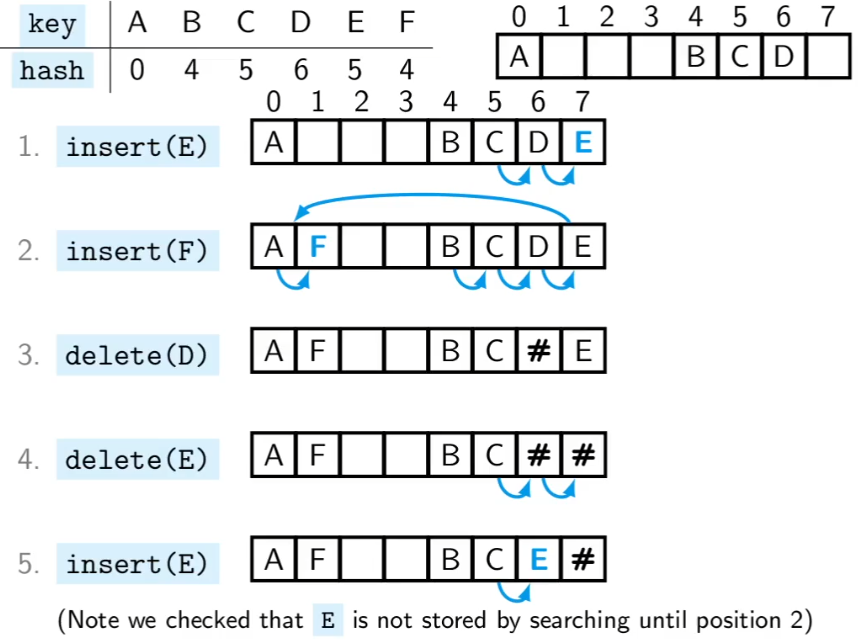 key A B C D E F
hash 0 4 5 6 5 4
0 1 2 3 4 5 6 7
A B C D
0 1 2 3 4 5 6 7
1. insert(E) A B C D E
2. insert(F) A F B C D E
3. delete(D) A F B C # E
4. delete(E) A F B C # #
5. insert(E) A F B C E #
(Note we checked that E is not stored by searching until position 2)